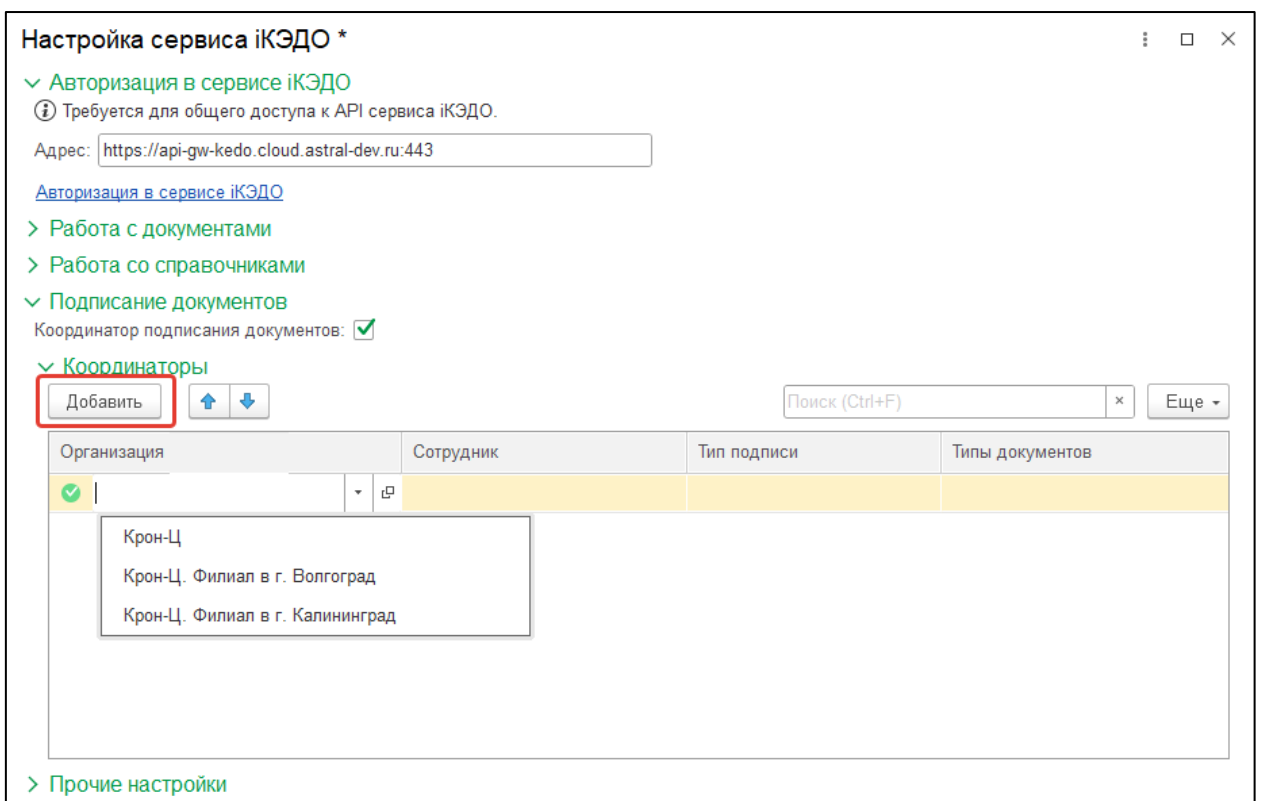 Настройка сервиса iКЭДО *
Авторизация в сервисе iКЭДО
Требуется для общего доступа к API сервиса iКЭДО.
Адрес: https://api-gw-kedo.cloud.astral-dev.ru:443
Авторизация в сервисе iКЭДО
Работа с документами
Работа со справочниками
Подписание документов
Координатор подписания документов:
Координаторы
Добавить Поиск (Ctrl+F) × Еще
Организация Сотрудник Тип подписи Типы документов
Крон-Ц
Крон-Ц. Филиал в г. Волгоград
Крон-Ц. Филиал в г. Калининград
Прочие настройки